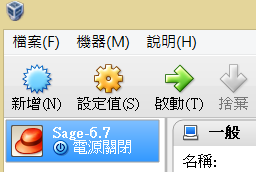 檔案(F) 機器(M) 說明(H)
新增(N) 設定值(S) 啟動(T) 捨棄
Sage-6.7
電源關閉
一般
名稱: